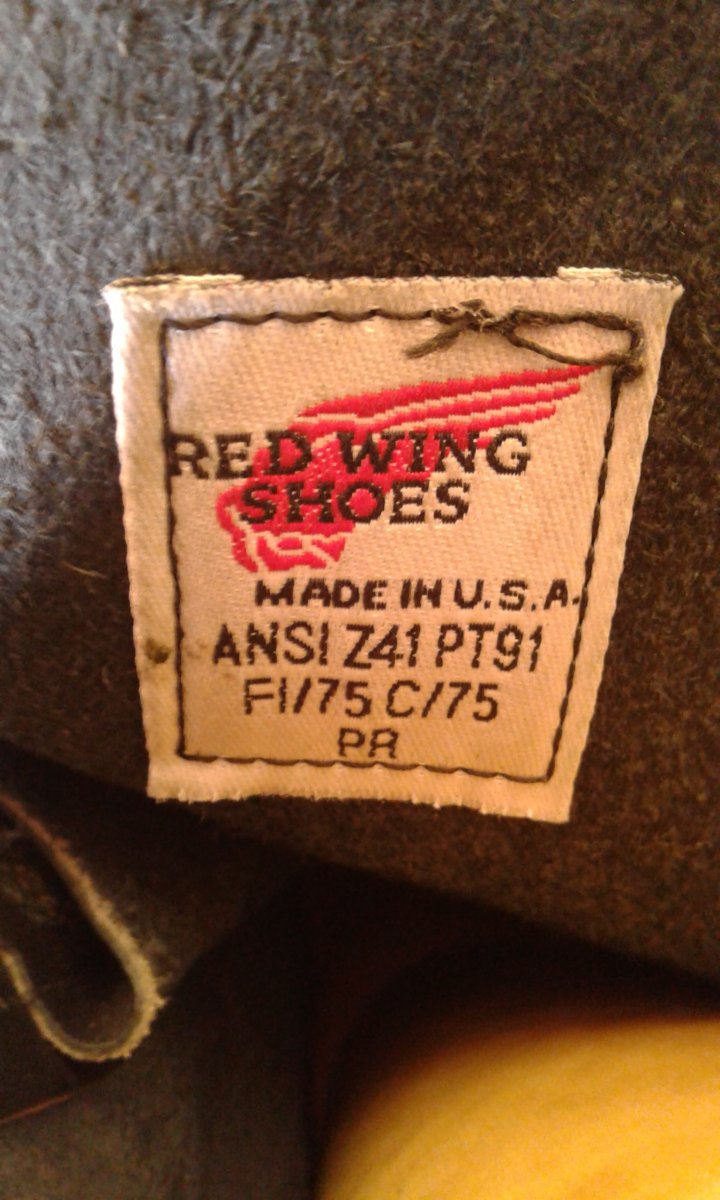 RED WING
SHOES
MADE IN U.S.A.
ANSI Z41 PT91
FI/75 C/75
PR